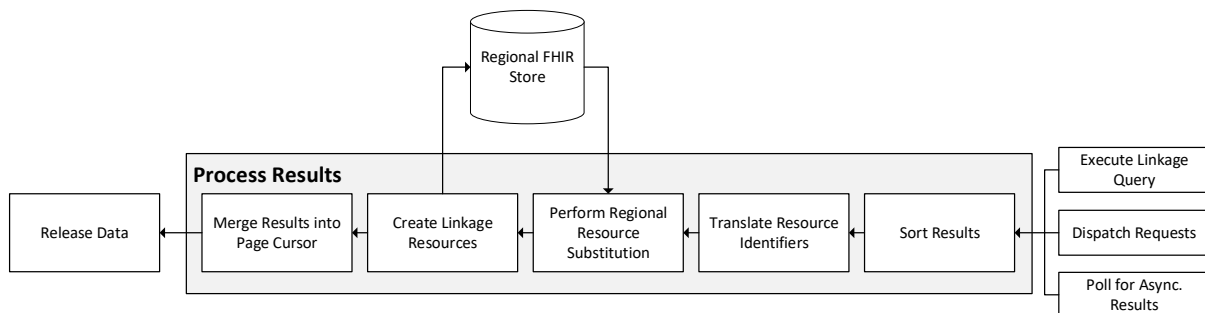 Regional FHIR
Store
Process Results
Release Data
Merge Results into
Page Cursor
Create Linkage
Resources
Perform Regional
Resource
Substitution
Translate Resource
Identifiers
Sort Results
Execute Linkage
Query
Dispatch Requests
Poll for Async.
Results